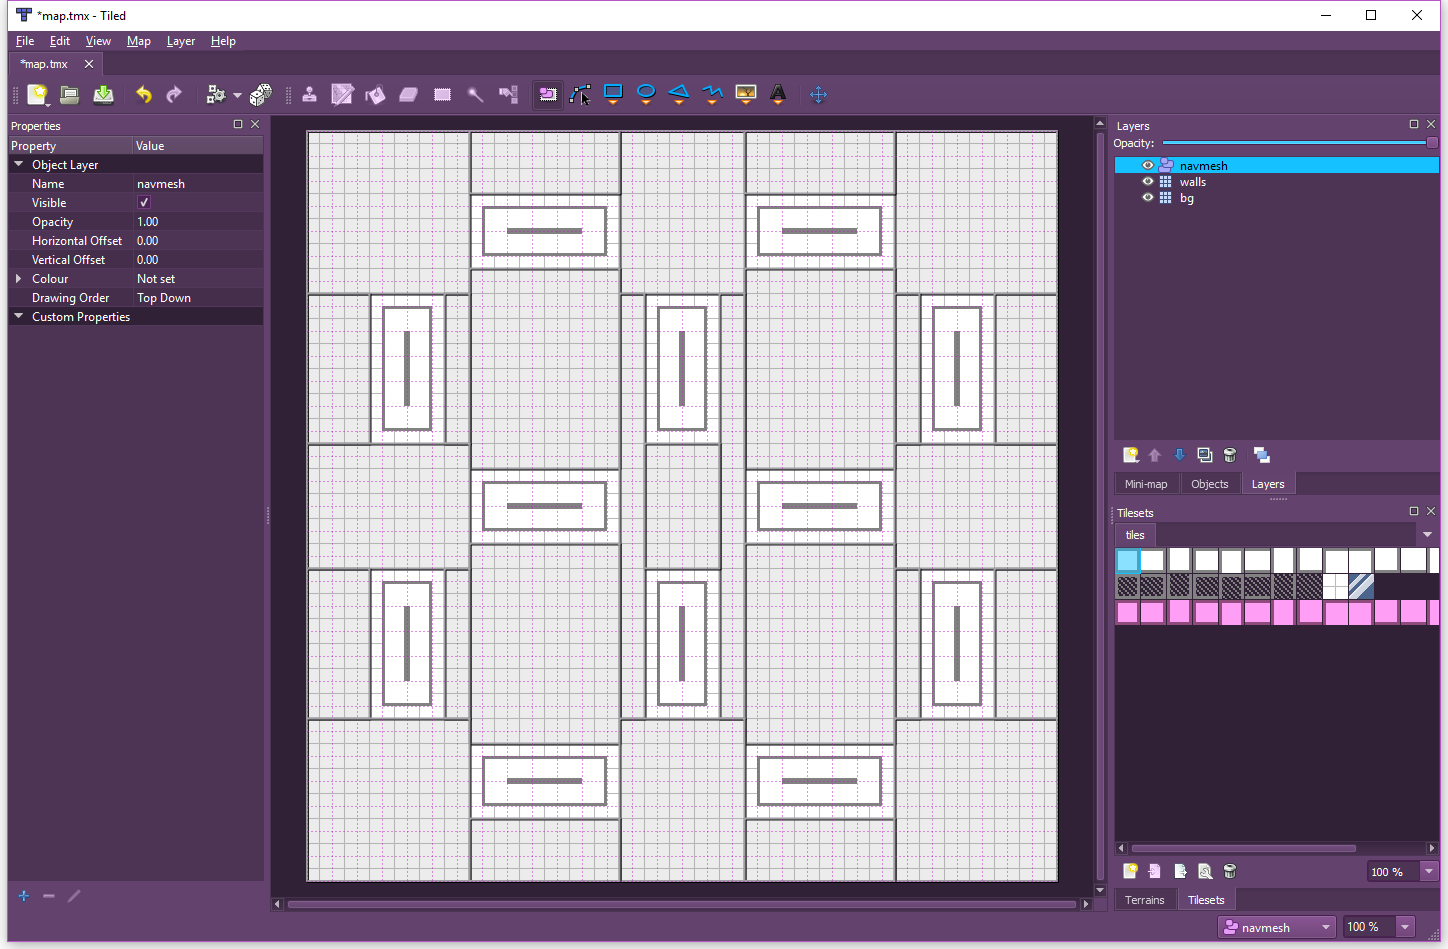 *map.tmx - Tiled
File Edit View Map Layer Help
*map.tmx
Properties
Property Value
Object Layer
Name navmesh
Visible
Opacity 1.00
Horizontal Offset 0.00
Vertical Offset 0.00
Colour Not set
Drawing Order Top Down
Custom Properties
Layers
Opacity:
navmesh
walls
bg
Mini-map Objects Layers
Tilesets
tiles
100 %
Terrains Tilesets
navmesh 100 %